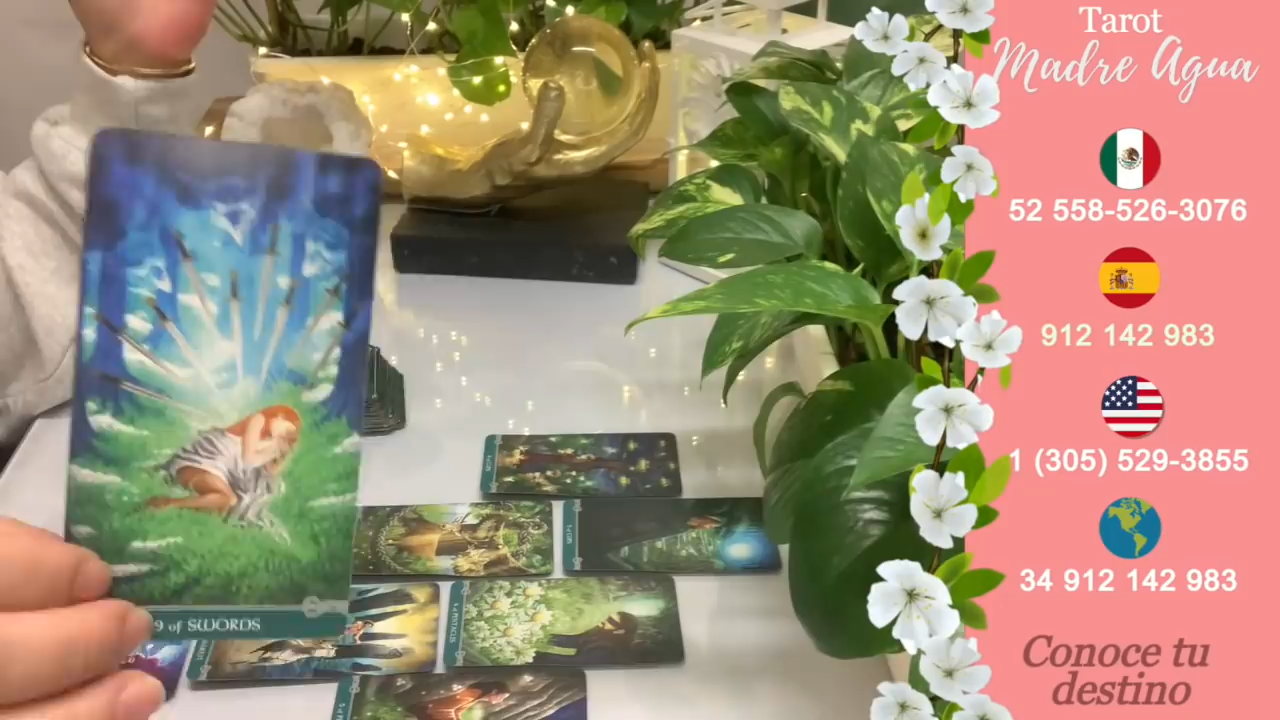 Tarot
Madre Agua
52 558-526-3076
912 142 983
1 (305) 529-3855
34 912 142 983
Conoce tu
destino
9 of SWORDS